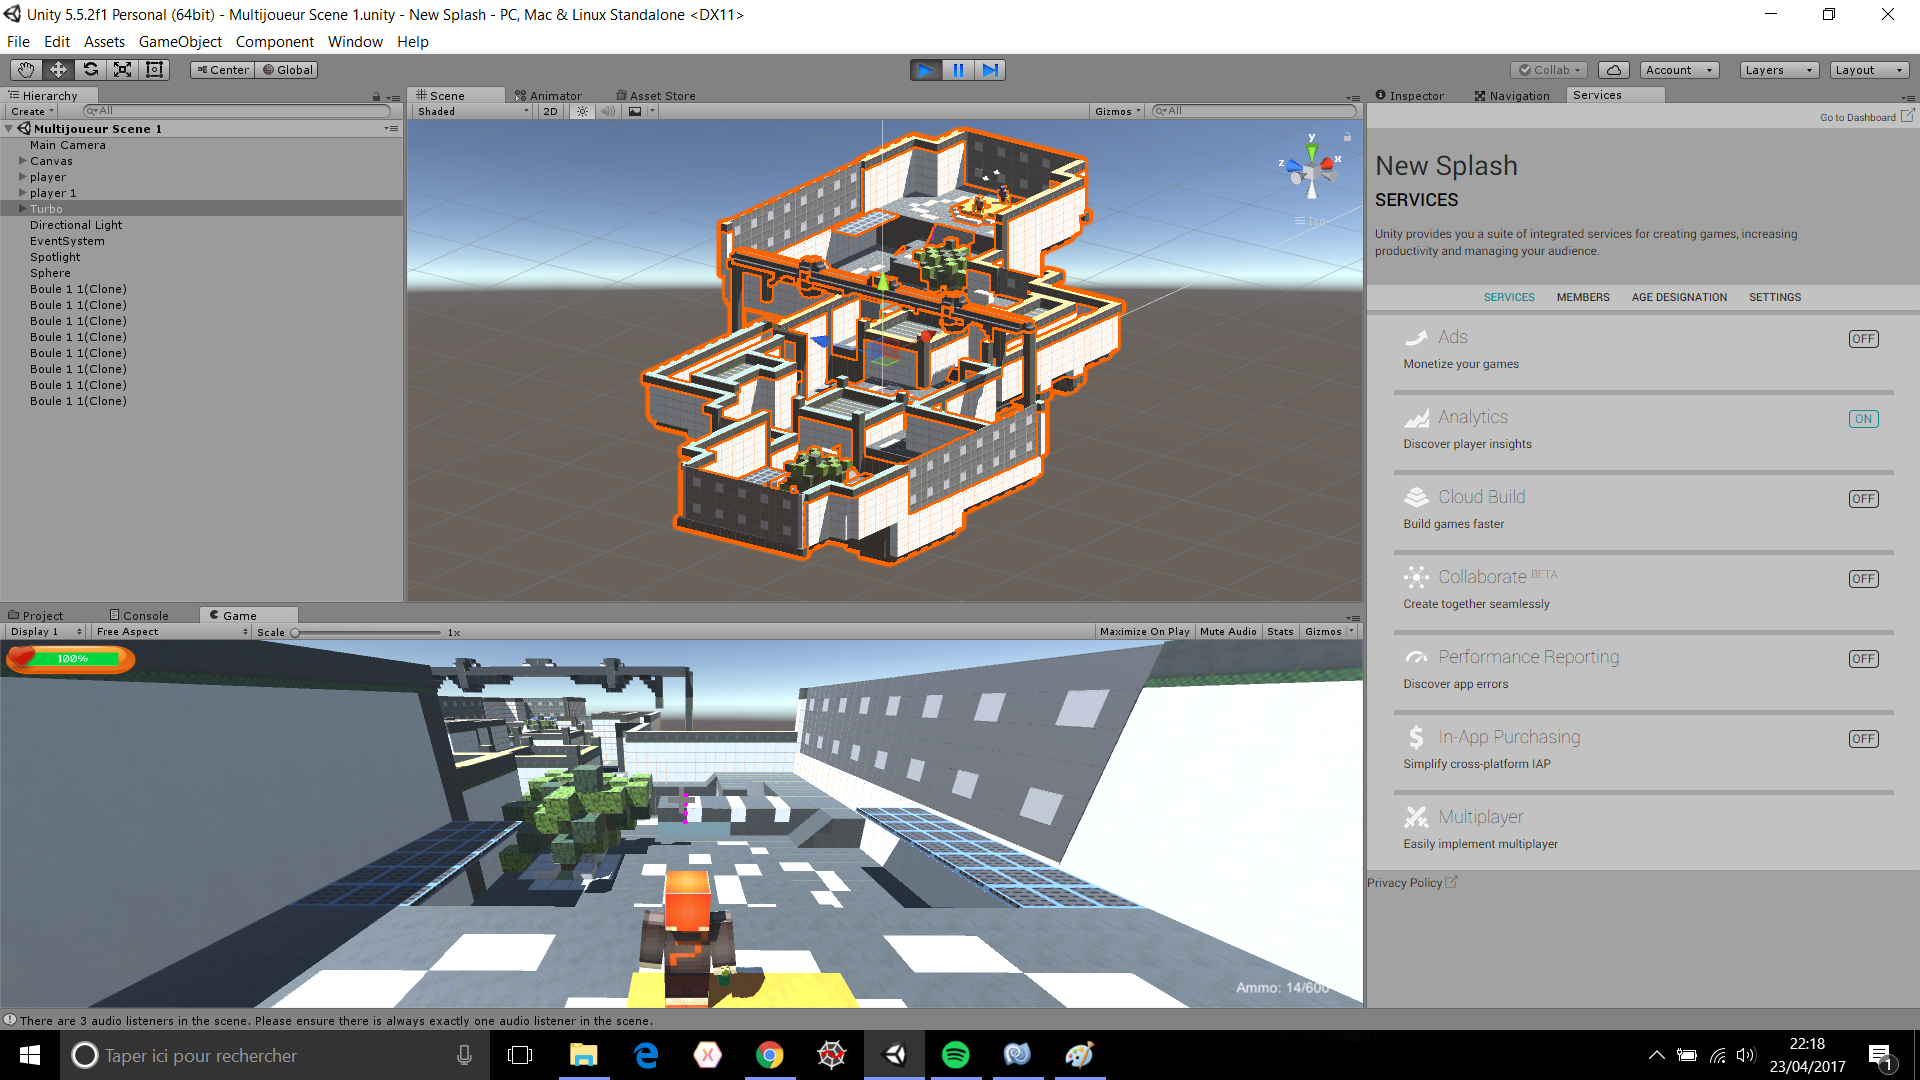 Unity 5.5.2f1 Personal (64bit) - Multijoueur Scene 1.unity - New Splash - PC, Mac & Linux Standalone <DX11>
File Edit Assets GameObject Component Window Help
Center Global Collab Account Layers Layout
Hierarchy
Create All
Multijoueur Scene 1
Main Camera
Canvas
player
player 1
Turbo
Directional Light
EventSystem
Spotlight
Sphere
Boule 1 1(Clone)
Boule 1 1(Clone)
Boule 1 1(Clone)
Boule 1 1(Clone)
Boule 1 1(Clone)
Boule 1 1(Clone)
Boule 1 1(Clone)
Boule 1 1(Clone)
Scene Animator Asset Store
Shaded 2D Gizmos All
y
z x
Iso
Inspector Navigation Services
Go to Dashboard
New Splash
SERVICES
Unity provides you a suite of integrated services for creating games, increasing
productivity and managing your audience.
SERVICES MEMBERS AGE DESIGNATION SETTINGS
Ads OFF
Monetize your games
Analytics ON
Discover player insights
Cloud Build OFF
Build games faster
Collaborate BETA OFF
Create together seamlessly
Performance Reporting OFF
Discover app errors
In-App Purchasing OFF
Simplify cross-platform IAP
Multiplayer
Easily implement multiplayer
Privacy Policy
Project Console Game
Display 1 Free Aspect Scale 1x Maximize On Play Mute Audio Stats Gizmos
100%
Ammo: 14/600
There are 3 audio listeners in the scene. Please ensure there is always exactly one audio listener in the scene.
Taper ici pour rechercher
22:18
23/04/2017
1